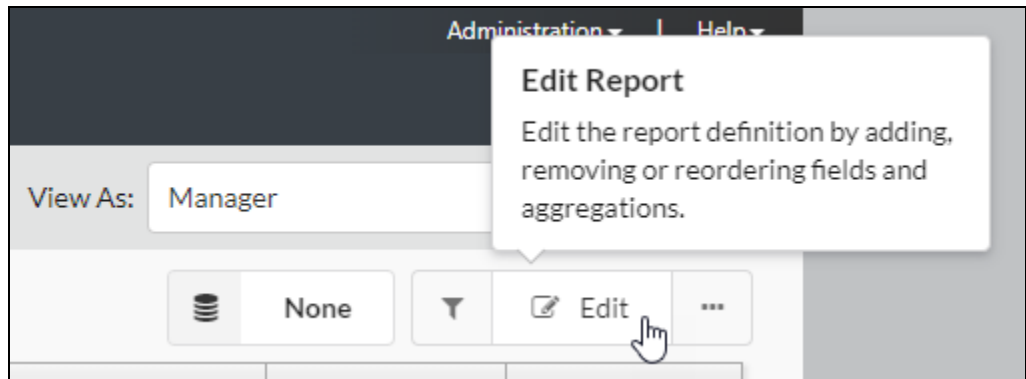 Administration | Help
Edit Report
Edit the report definition by adding,
removing or reordering fields and
aggregations.
View As: Manager
None Edit ...